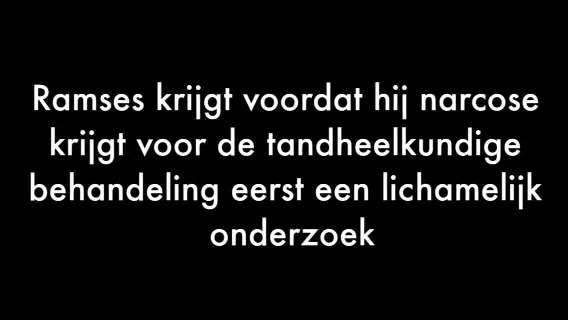 Ramses krijgt voordat hij narcose
krijgt voor de tandheelkundige
behandeling eerst een lichamelijk
onderzoek